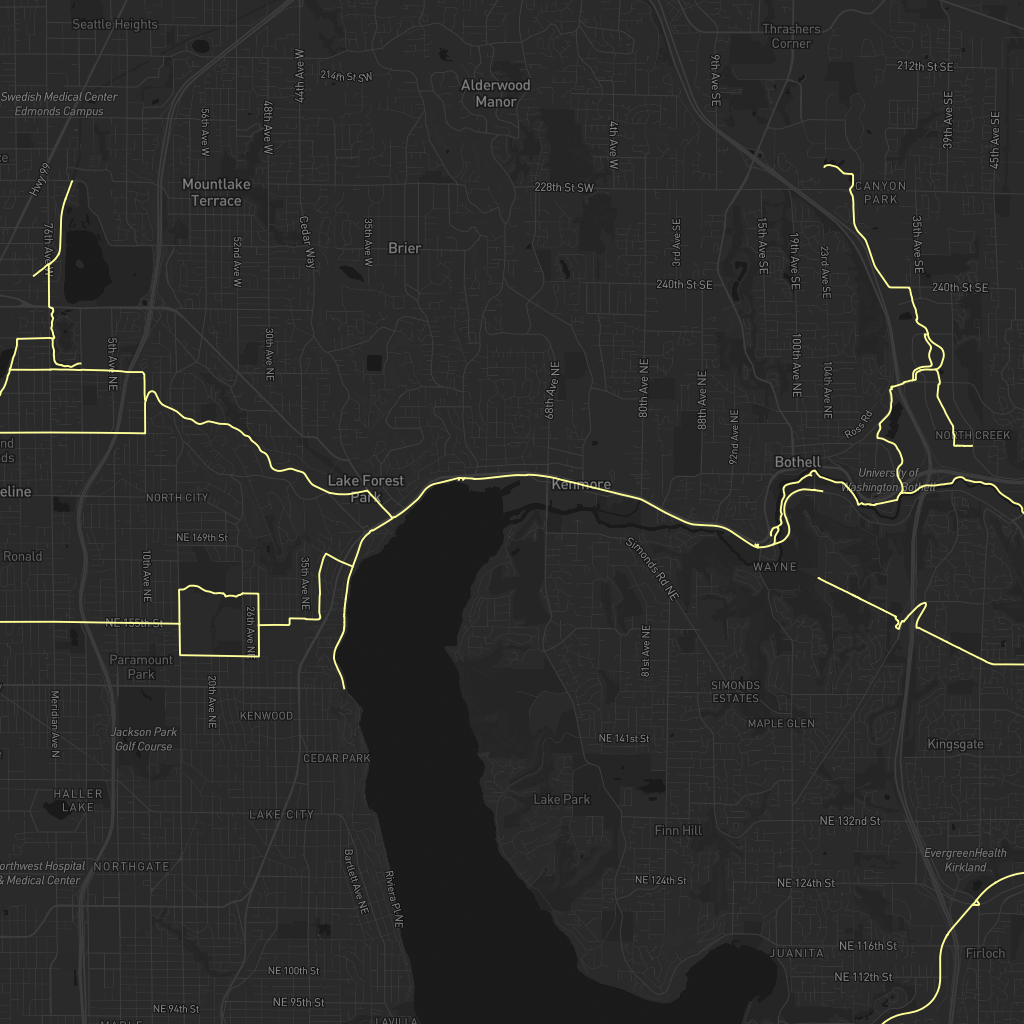 Seattle Heights
Thrashers
Corner
212th St SE
214th St SW
44th Ave W
9th Ave SE
Alderwood
Manor
Swedish Medical Center
Edmonds Campus
56th Ave W
48th Ave W
4th Ave W
39th Ave SE
45th Ave SE
Hwy 99
Mountlake
Terrace
228th St SW
CANYON
PARK
76th Ave W
52nd Ave W
Cedar Way
35th Ave W
Brier
3rd Ave SE
15th Ave SE
19th Ave SE
23rd Ave SE
35th Ave SE
240th St SE
240th St SE
5th Ave NE
30th Ave NE
68th Ave NE
80th Ave NE
88th Ave NE
100th Ave NE
104th Ave NE
92nd Ave NE
Ross Rd
NORTH CREEK
nd
ds
eline
NORTH CITY
Lake Forest
Park
Kenmore
Bothell
University of
Washington Bothell
Ronald
NE 169th St
10th Ave NE
35th Ave NE
Simonds Rd NE
WAYNE
NE 155th St
26th Ave NE
81st Ave NE
Paramount
Park
20th Ave NE
Meridian Ave N
KENWOOD
SIMONDS
ESTATES
MAPLE GLEN
Jackson Park
Golf Course
NE 141st St
Kingsgate
CEDAR PARK
HALLER
LAKE
LAKE CITY
Lake Park
Finn Hill
NE 132nd St
orthwest Hospital
& Medical Center
NORTHGATE
Bartlett Ave NE
Riviera Pl NE
NE 124th St
NE 124th St
EvergreenHealth
Kirkland
NE 100th St
JUANITA
NE 116th St
Firloch
NE 112th St
NE 94th St
NE 95th St
MAPLE
LAVILLA